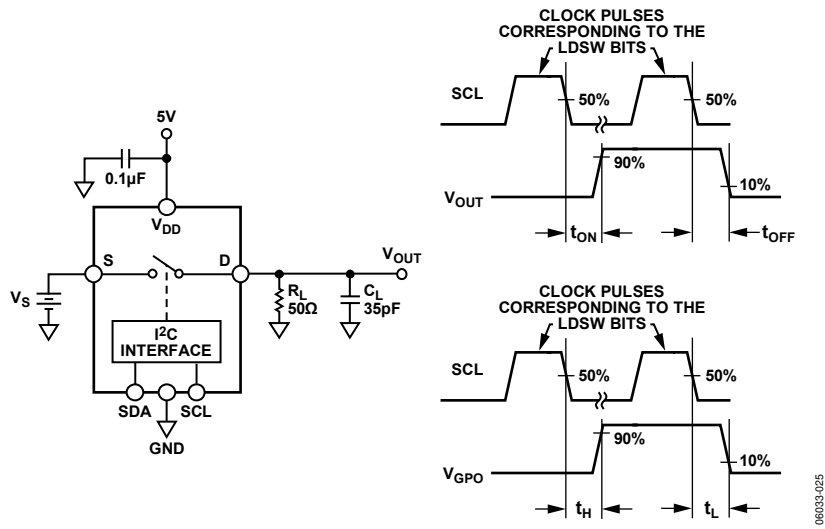 5V
0.1µF
VDD
S
D
VOUT
VS
RL
50Ω
CL
35pF
I2C
INTERFACE
SDA
SCL
GND
CLOCK PULSES
CORRESPONDING TO THE
LDSW BITS
SCL
50%
50%
90%
10%
VOUT
tON
tOFF
CLOCK PULSES
CORRESPONDING TO THE
LDSW BITS
SCL
50%
50%
90%
10%
VGPO
tH
tL
06033-025